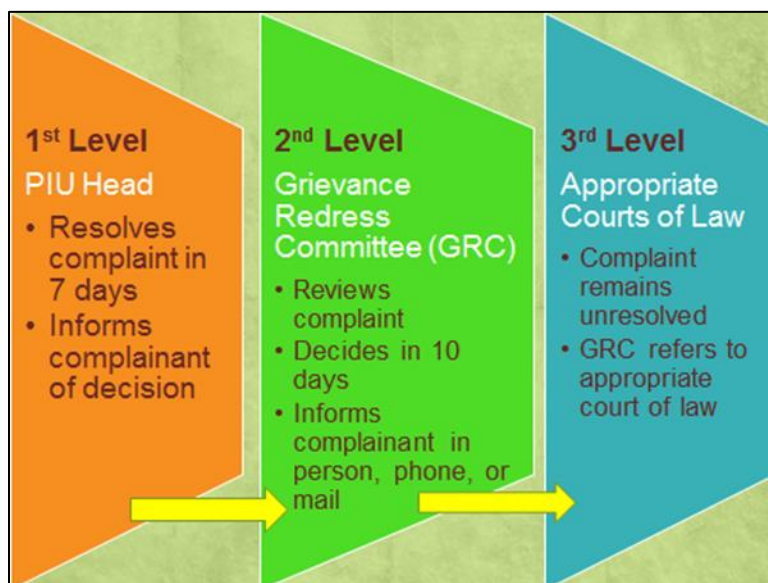 1st Level
PIU Head
• Resolves
complaint in
7 days
• Informs
complainant
of decision
2nd Level
Grievance
Redress
Committee (GRC)
• Reviews
complaint
• Decides in 10
days
• Informs
complainant in
person, phone, or
mail
3rd Level
Appropriate
Courts of Law
• Complaint
remains
unresolved
• GRC refers to
appropriate
court of law